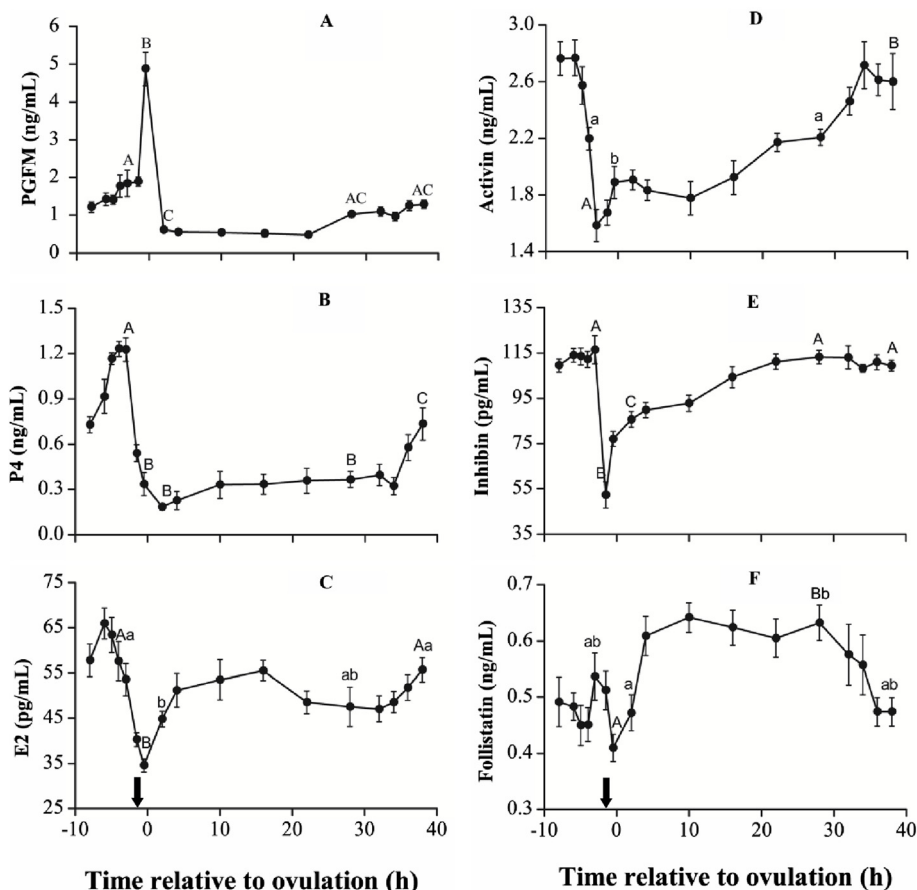 A
PGFM (ng/mL)
6
5
4
3
2
1
0
A
B
C
AC
AC
D
Activin (ng/mL)
3.0
2.6
2.2
1.8
1.4
a
A
b
a
B
B
P4 (ng/mL)
1.5
1.2
0.9
0.6
0.3
0.0
A
B
B
B
C
E
Inhibin (pg/mL)
135
115
95
75
55
35
A
B
C
A
A
C
E2 (pg/mL)
75
65
55
45
35
25
Aa
B
b
ab
Aa
-10 0 10 20 30 40
Time relative to ovulation (h)
F
Follistatin (ng/mL)
0.7
0.6
0.5
0.4
0.3
ab
A
a
Bb
ab
-10 0 10 20 30 40
Time relative to ovulation (h)